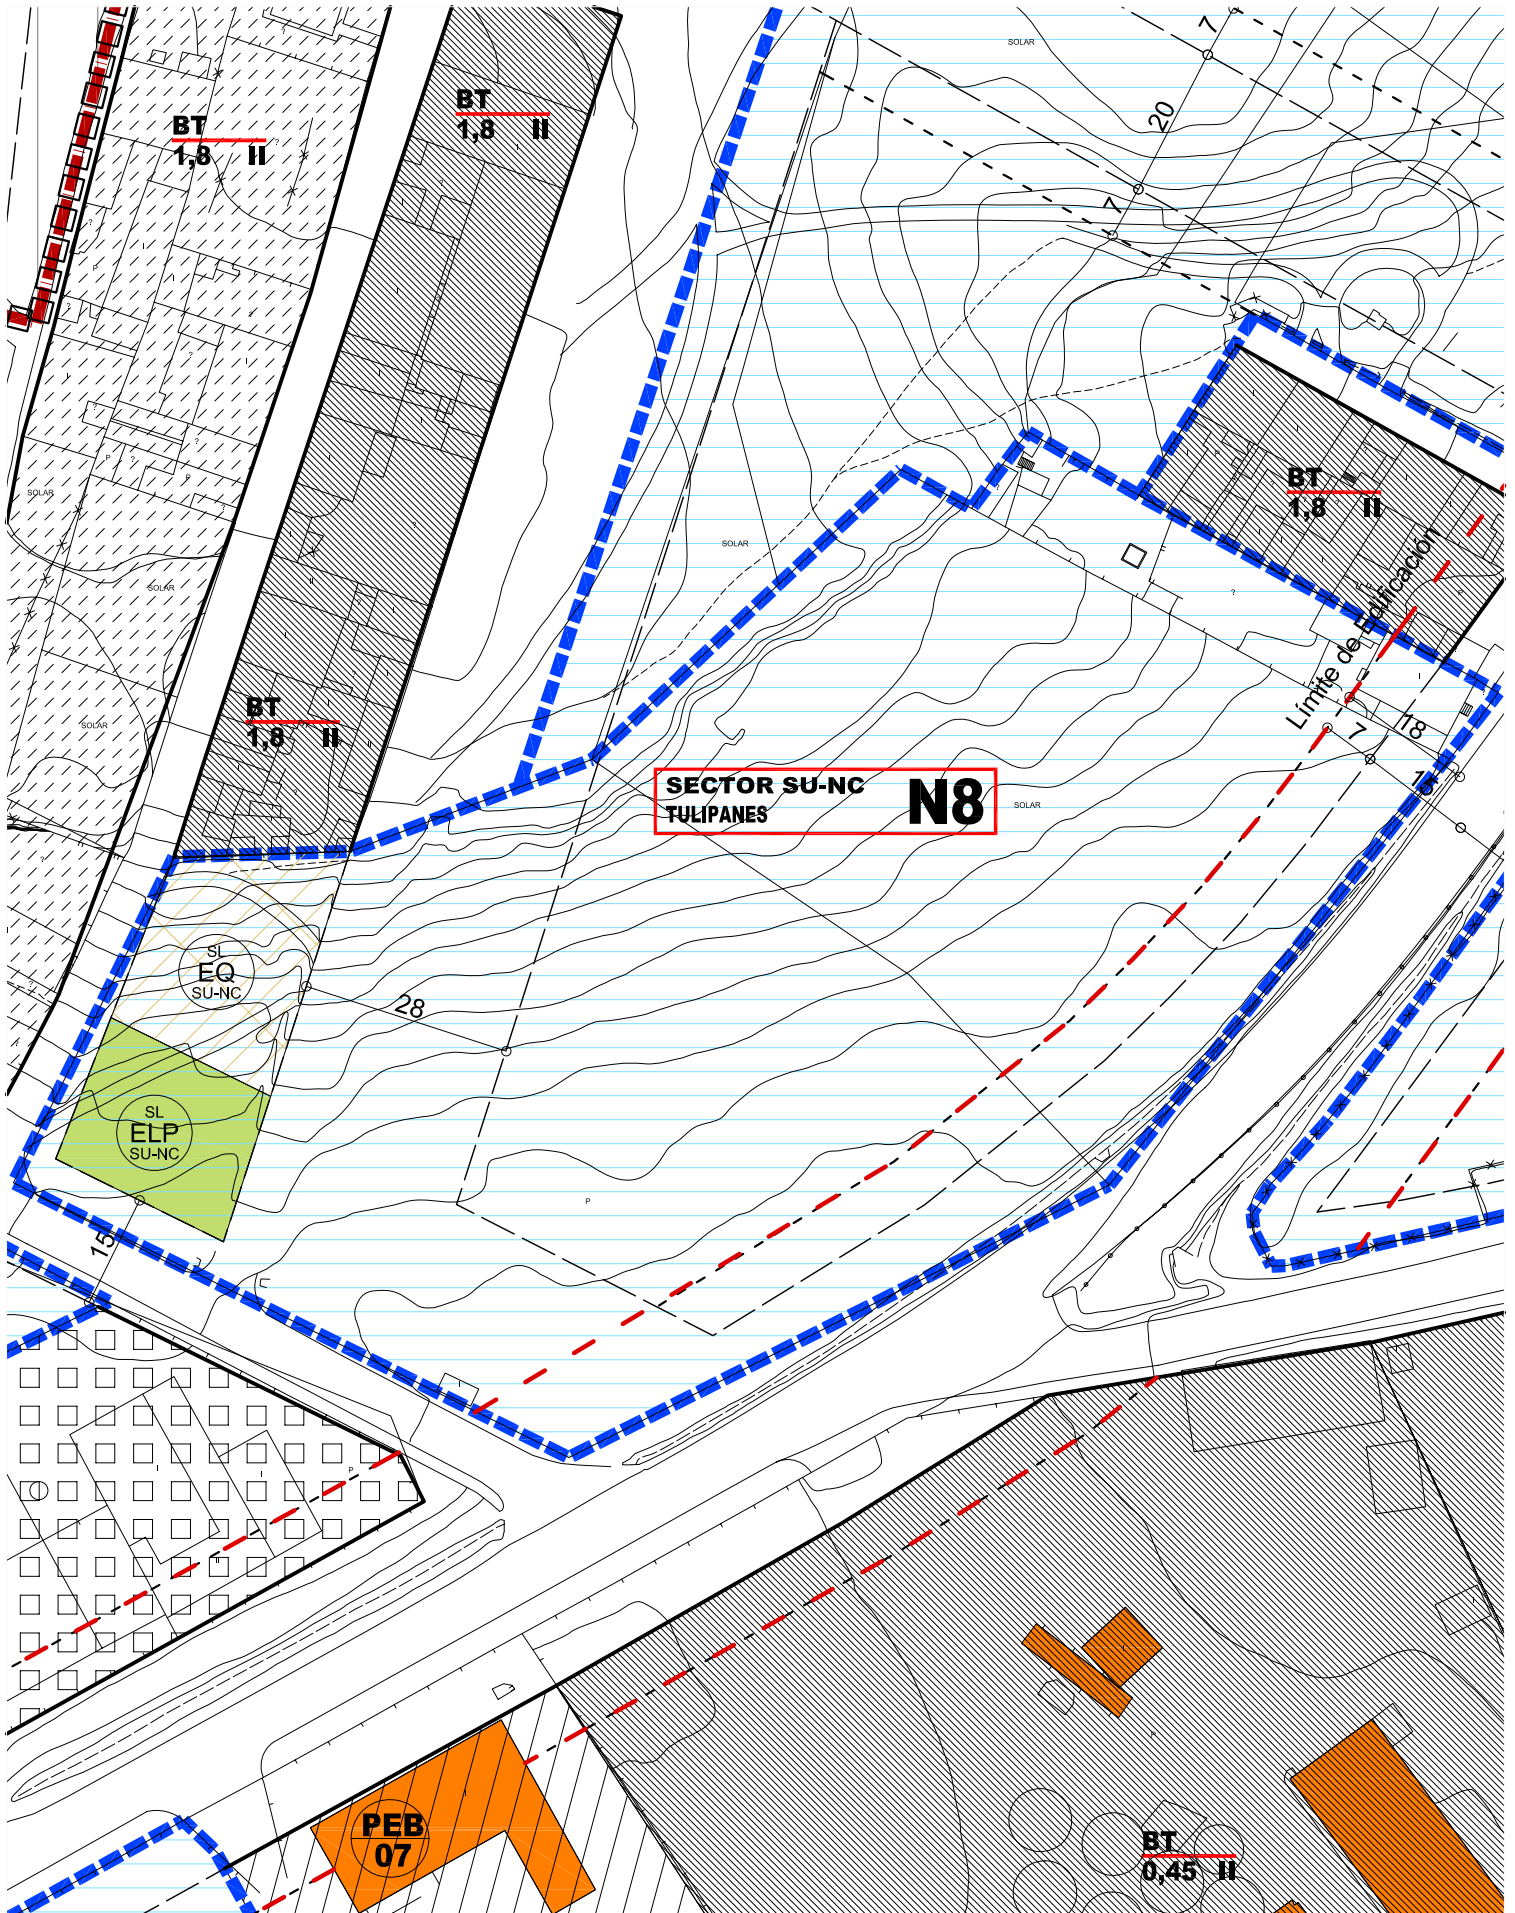 SOLAR
7
20
7
BT
1,8 II
BT
1,8 II
BT
1,8 II
SOLAR
SOLAR
SOLAR
SOLAR
Límite de Edificación
BT
1,8 II
7
18
15
SECTOR SU-NC
TULIPANES
N8
SOLAR
SL
EQ
SU-NC
28
SL
ELP
SU-NC
P
15
P
PEB
07
BT
0,45 II